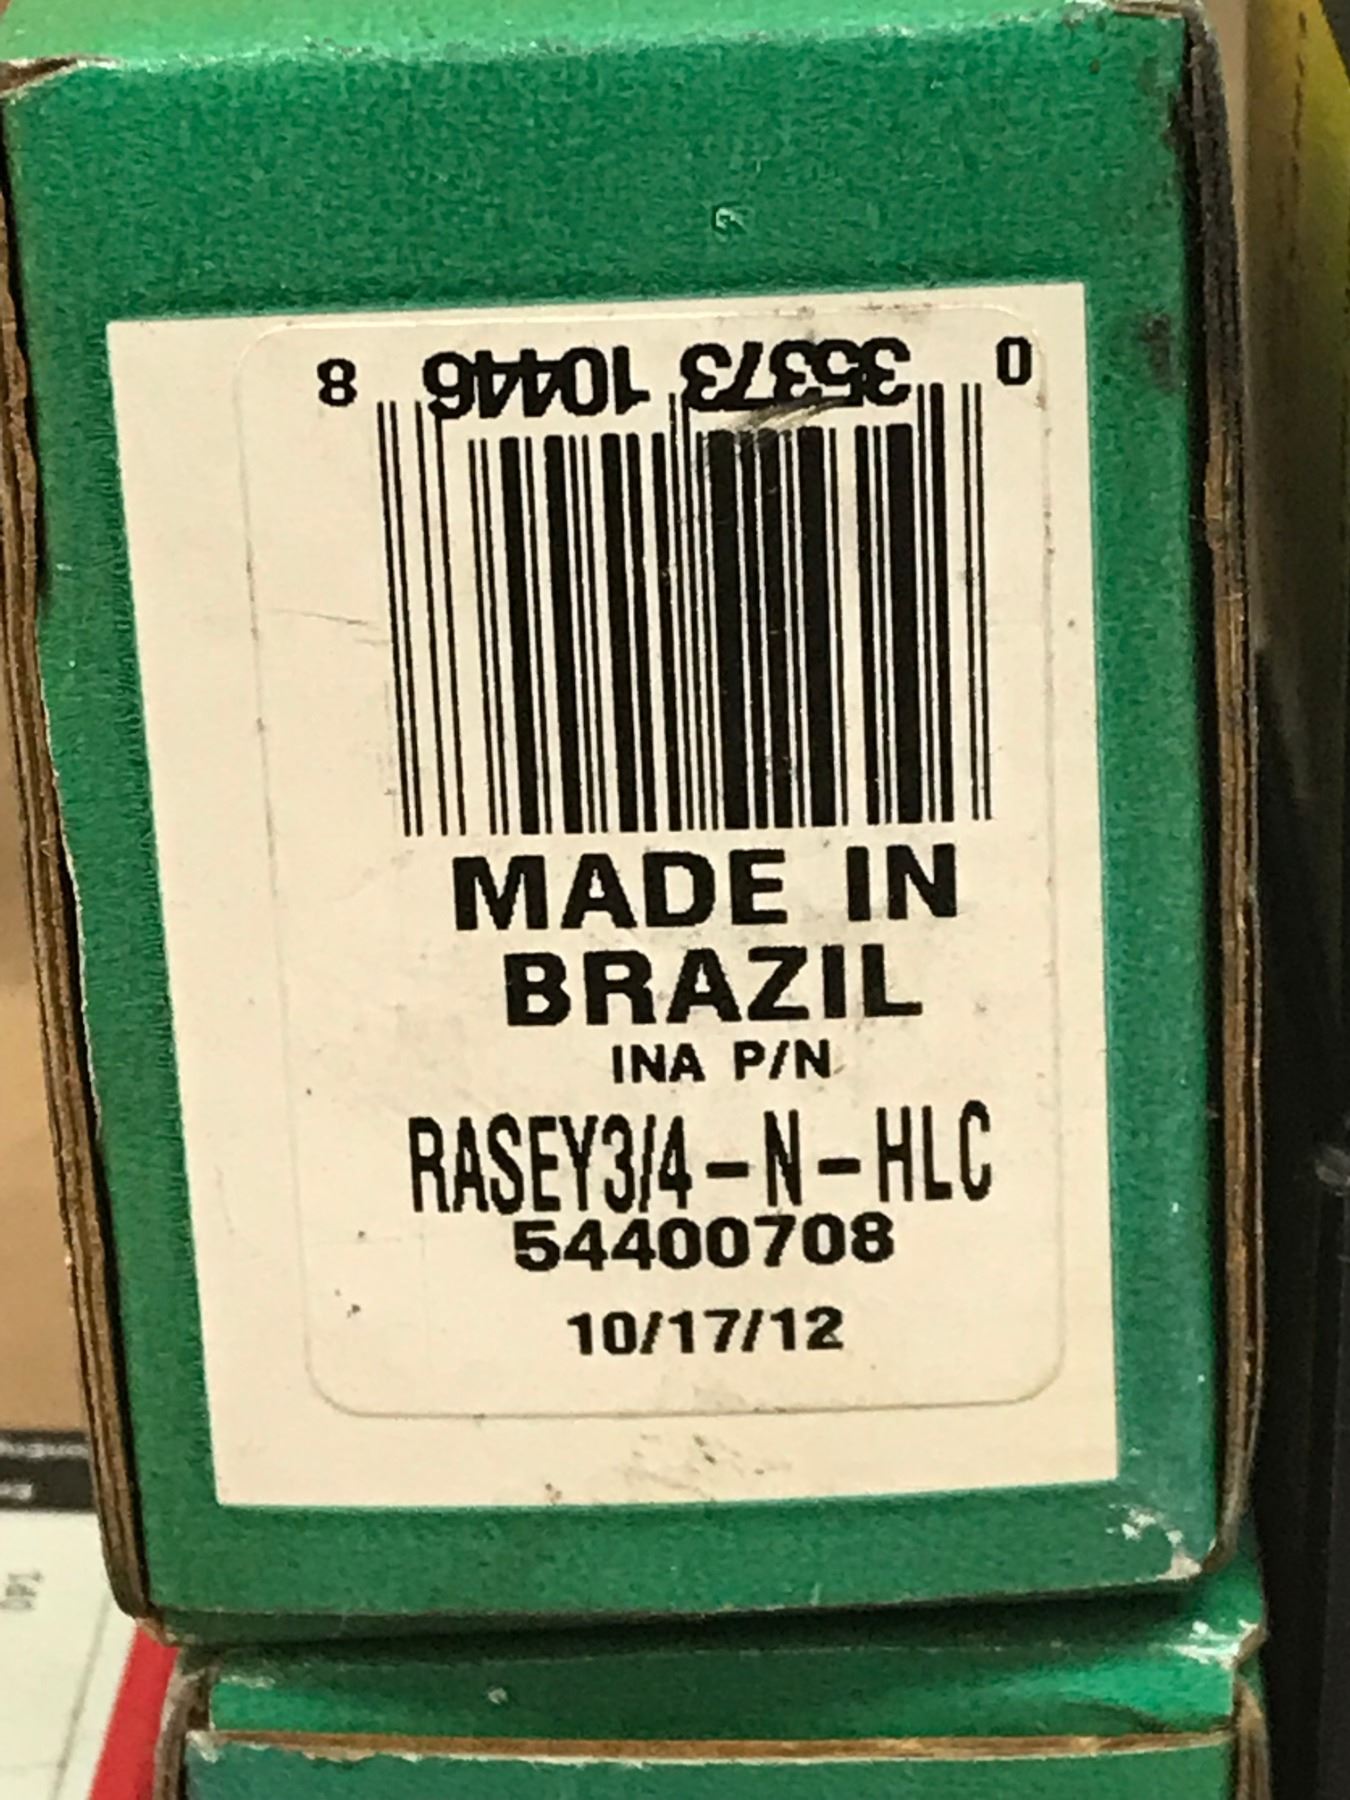 0 35373 10446 8
MADE IN
BRAZIL
INA P/N
RASEY3/4-N-HLC
54400708
10/17/12